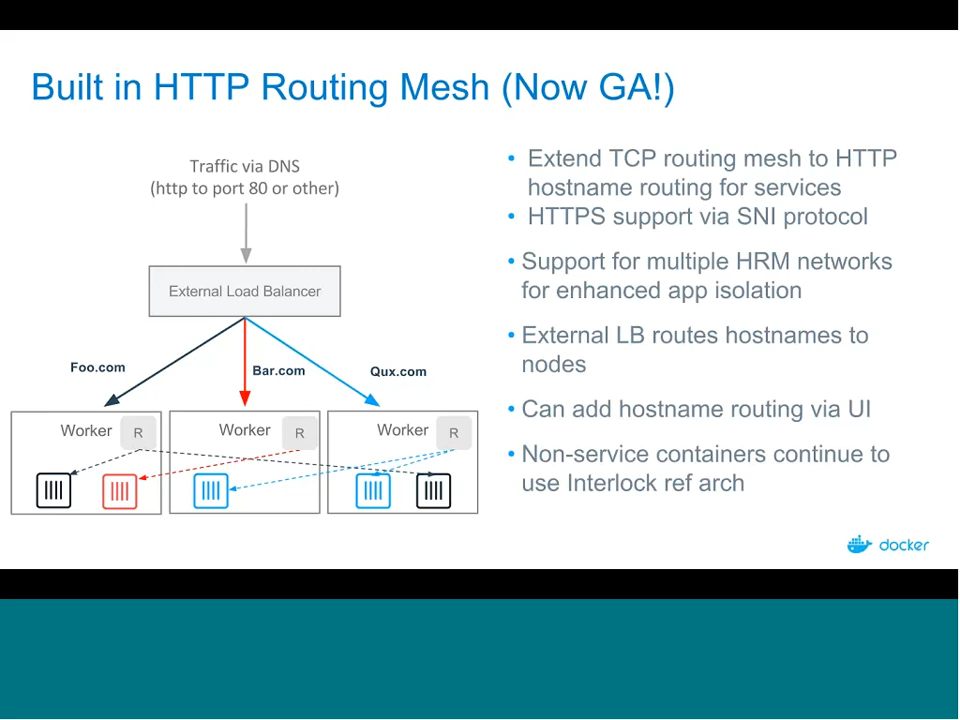 Built in HTTP Routing Mesh (Now GA!)
Traffic via DNS
(http to port 80 or other)
External Load Balancer
Foo.com
Bar.com
Qux.com
Worker R
Worker R
Worker R
• Extend TCP routing mesh to HTTP
hostname routing for services
• HTTPS support via SNI protocol
• Support for multiple HRM networks
for enhanced app isolation
• External LB routes hostnames to
nodes
• Can add hostname routing via UI
• Non-service containers continue to
use Interlock ref arch
docker